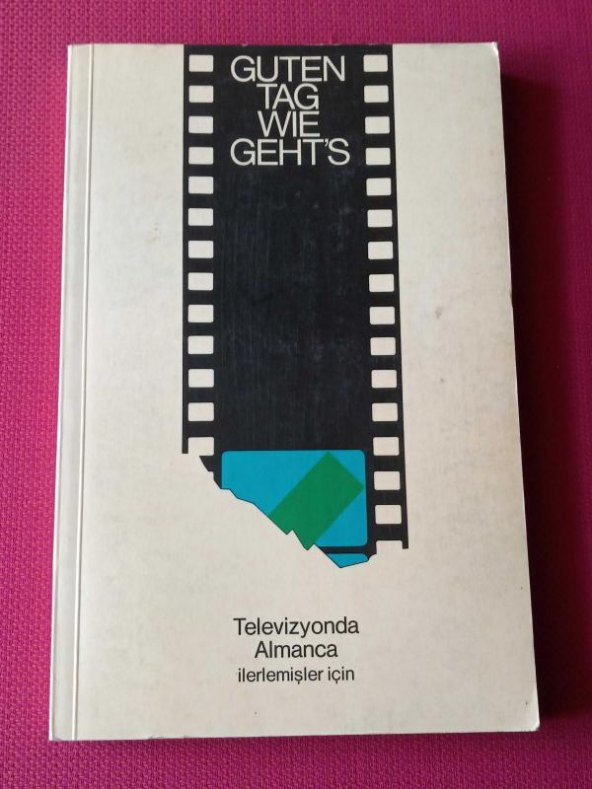 GUTEN
TAG
WIE
GEHT'S
Televizyonda
Almanca
ilerlemişler için